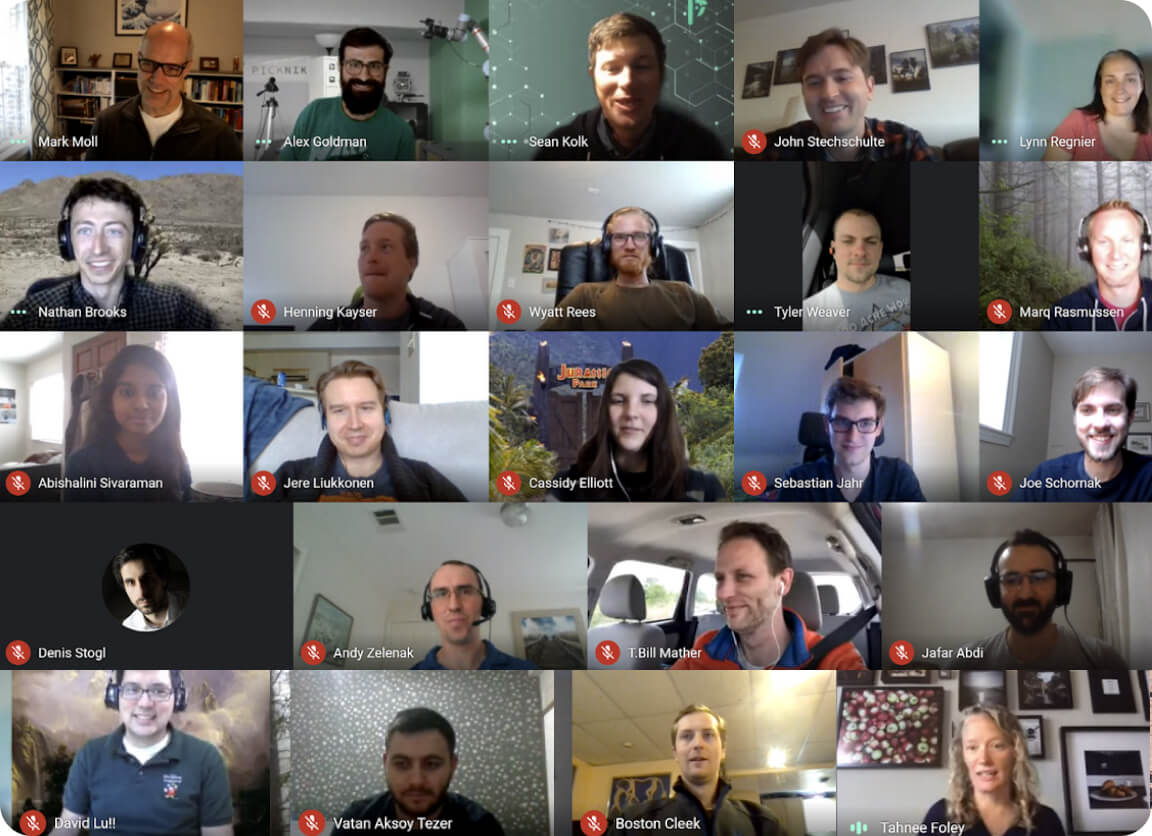 PICKNIK
Mark Moll
Alex Goldman
Sean Kolk
John Stechschulte
Lynn Regnier
Nathan Brooks
Henning Kayser
Wyatt Rees
Tyler Weaver
Marq Rasmussen
JURASSIC
PARK
Abishalini Sivaraman
Jere Liukkonen
Cassidy Elliott
Sebastian Jahr
Joe Schornak
Denis Stogl
Andy Zelenak
T.Bill Mather
Jafar Abdi
David Lu!!
Vatan Aksoy Tezer
Boston Cleek
Tahnee Foley